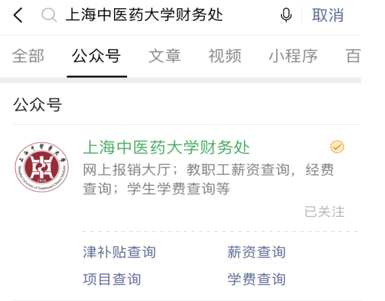 上海中医药大学财务处 取消
全部 公众号 文章 视频 小程序 百
公众号
上海中医药大学财务处
网上报销大厅；教职工薪资查询，经费
查询；学生学费查询等
已关注
津补贴查询 薪资查询
项目查询 学费查询